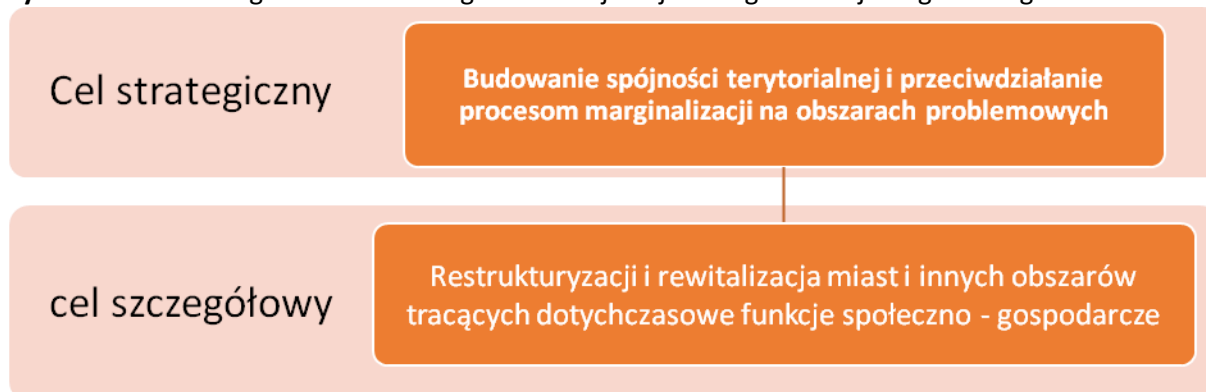 Cel strategiczny
Budowanie spójności terytorialnej i przeciwdziałanie
procesom marginalizacji na obszarach problemowych
cel szczegółowy
Restrukturyzacji i rewitalizacja miast i innych obszarów
tracących dotychczasowe funkcje społeczno - gospodarcze